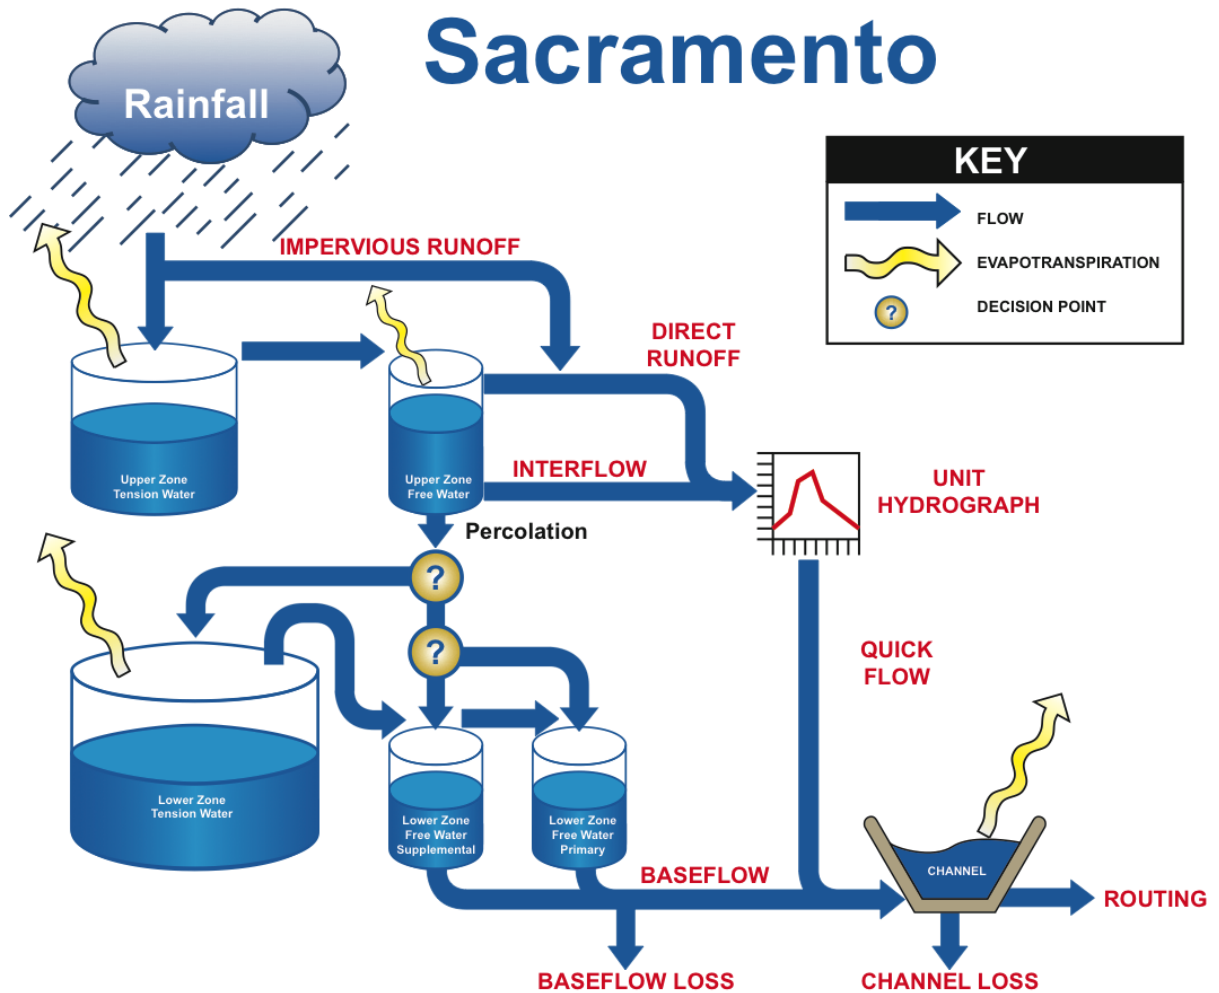 Sacramento
Rainfall
KEY
FLOW
EVAPOTRANSPIRATION
?
DECISION POINT
IMPERVIOUS RUNOFF
DIRECT
RUNOFF
Upper Zone
Tension Water
Upper Zone
Free Water
INTERFLOW
UNIT
HYDROGRAPH
Percolation
?
?
QUICK
FLOW
Lower Zone
Tension Water
Lower Zone
Free Water
Supplemental
Lower Zone
Free Water
Primary
BASEFLOW
CHANNEL
ROUTING
BASEFLOW LOSS
CHANNEL LOSS